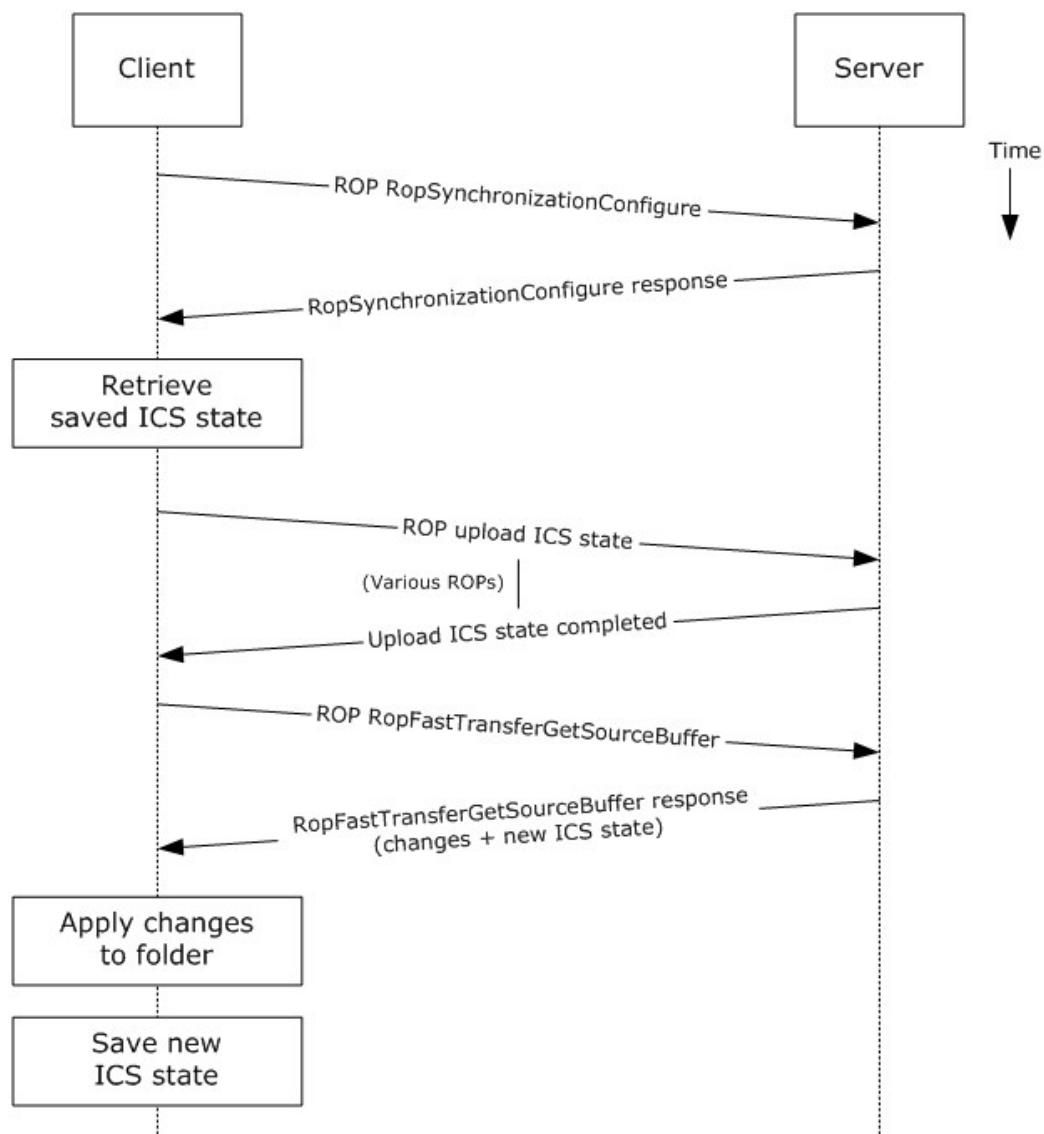 Client
Server
Time
ROP RopSynchronizationConfigure
RopSynchronizationConfigure response
Retrieve
saved ICS state
ROP upload ICS state
(Various ROPs)
Upload ICS state completed
ROP RopFastTransferGetSourceBuffer
RopFastTransferGetSourceBuffer response
(changes + new ICS state)
Apply changes
to folder
Save new
ICS state